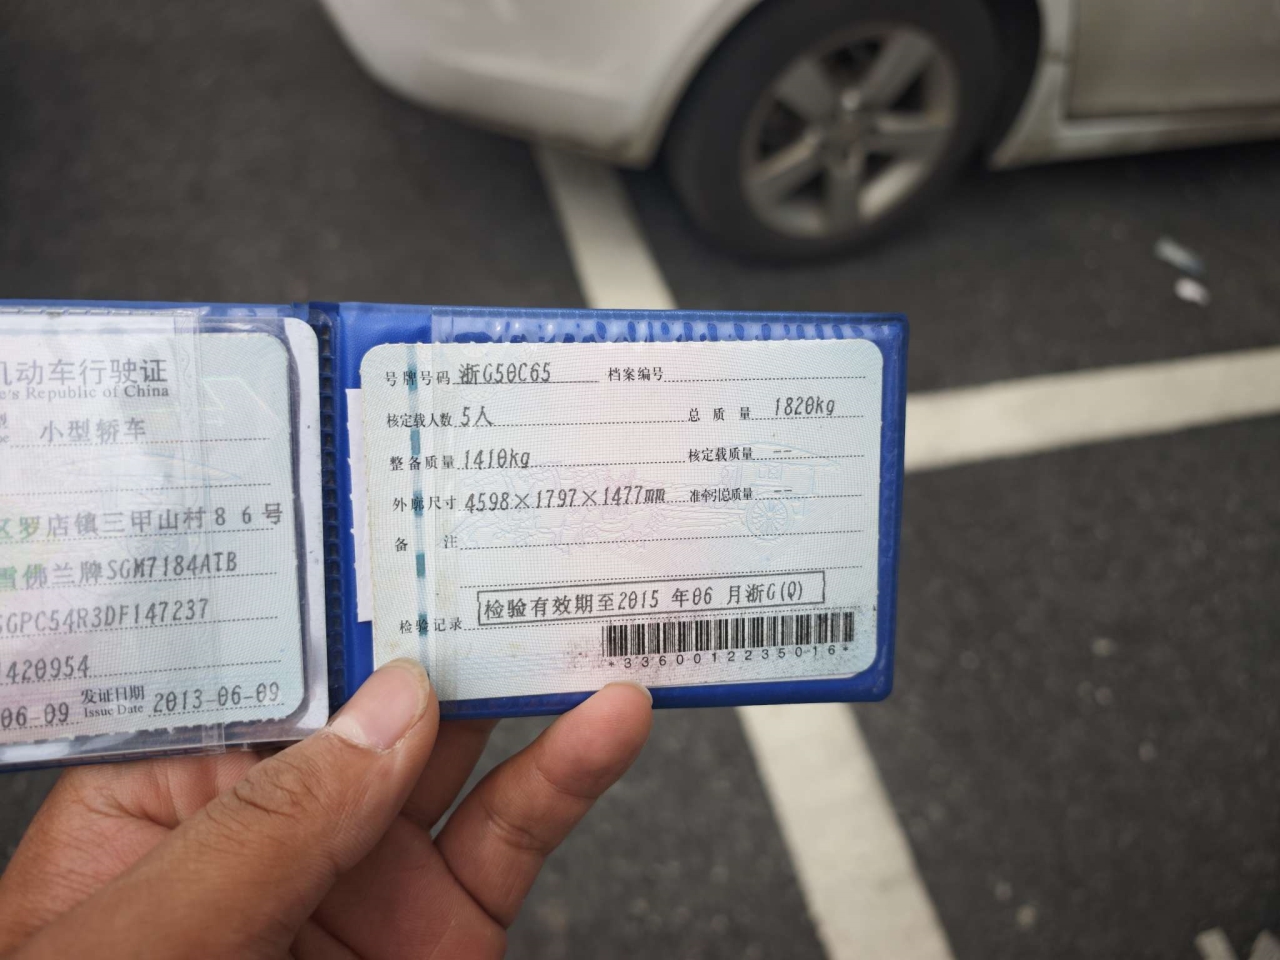 机动车行驶证
e's Republic of China
小型轿车
区罗店镇三甲山村86号
雪佛兰牌SGM7184ATB
SGPC54R3DF147237
1420954
06-09 发证日期 2013-06-09
Issue Date
号牌号码 浙G50C65 档案编号
核定载人数 5人 总质量 1820kg
整备质量 1410kg 核定载质量 --
外廓尺寸 4598×1797×1477mm 准牵引总质量 --
备注
检验记录 检验有效期至2015 年06 月浙G(Q)
*3360012235016*